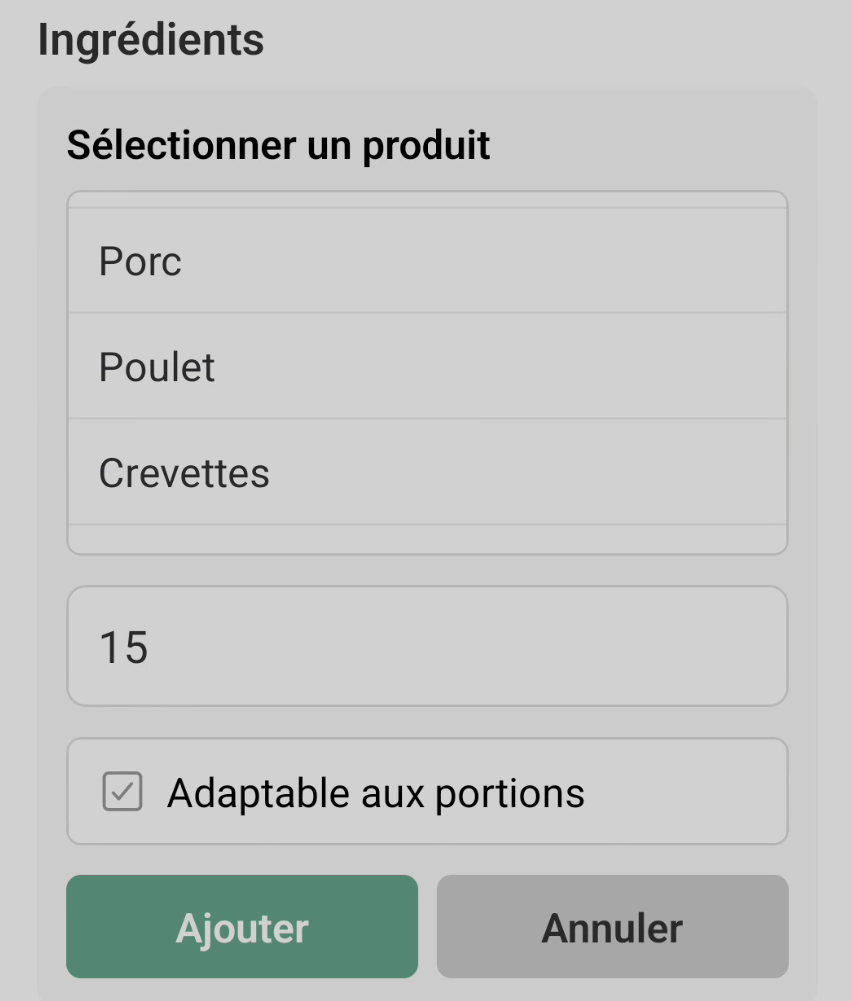 Ingrédients
Sélectionner un produit
Porc
Poulet
Crevettes
15
Adaptable aux portions
Ajouter
Annuler